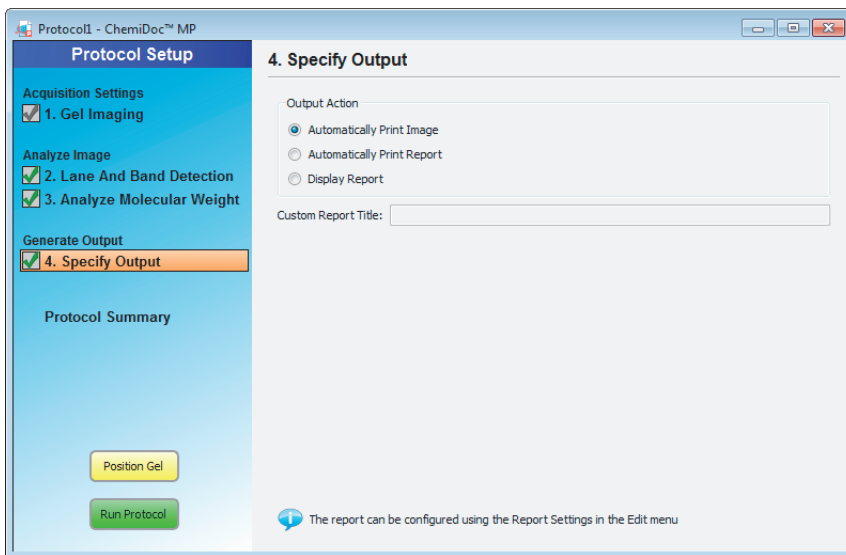 Protocol1 - ChemiDoc™ MP
Protocol Setup
Acquisition Settings
1. Gel Imaging
Analyze Image
2. Lane And Band Detection
3. Analyze Molecular Weight
Generate Output
4. Specify Output
Protocol Summary
Position Gel
Run Protocol
4. Specify Output
Output Action
Automatically Print Image
Automatically Print Report
Display Report
Custom Report Title:
The report can be configured using the Report Settings in the Edit menu